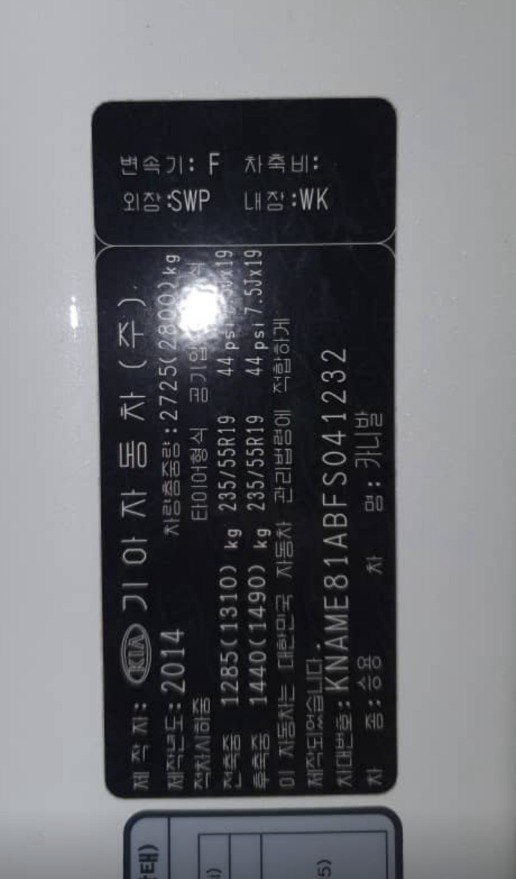 변속기: F 차축비:
외장:SWP 내장:WK
제 작 자: KIA 기아자동차(주).
제작년도:2014 차량총중량:2725(2800)kg
적차시하중 타이어형식 공기압
전축중 1285(1310) kg 235/55R19 44 psi
후축중 1440(1490) kg 235/55R19 44 psi 7.5Jx19
이 자동차는 대한민국 자동차 관리법령에 적합하게
제작되었습니다.
차대번호:KNAME81ABFS041232
차 종: 승용 차 명: 카니발